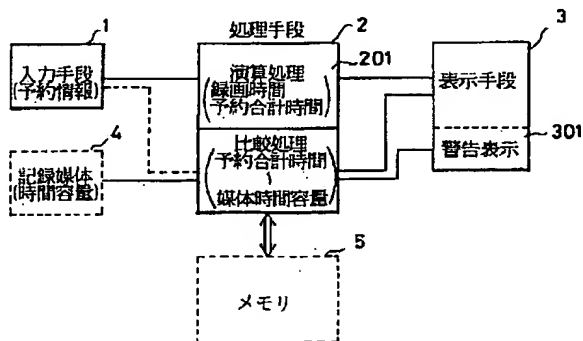 1
入力手段
(予約情報)
4
記録媒体
(時間容量)
処理手段
2
201
演算処理
(録画時間
予約合計時間)
比較処理
(予約合計時間
~
媒体時間容量)
3
表示手段
301
警告表示
5
メモリ